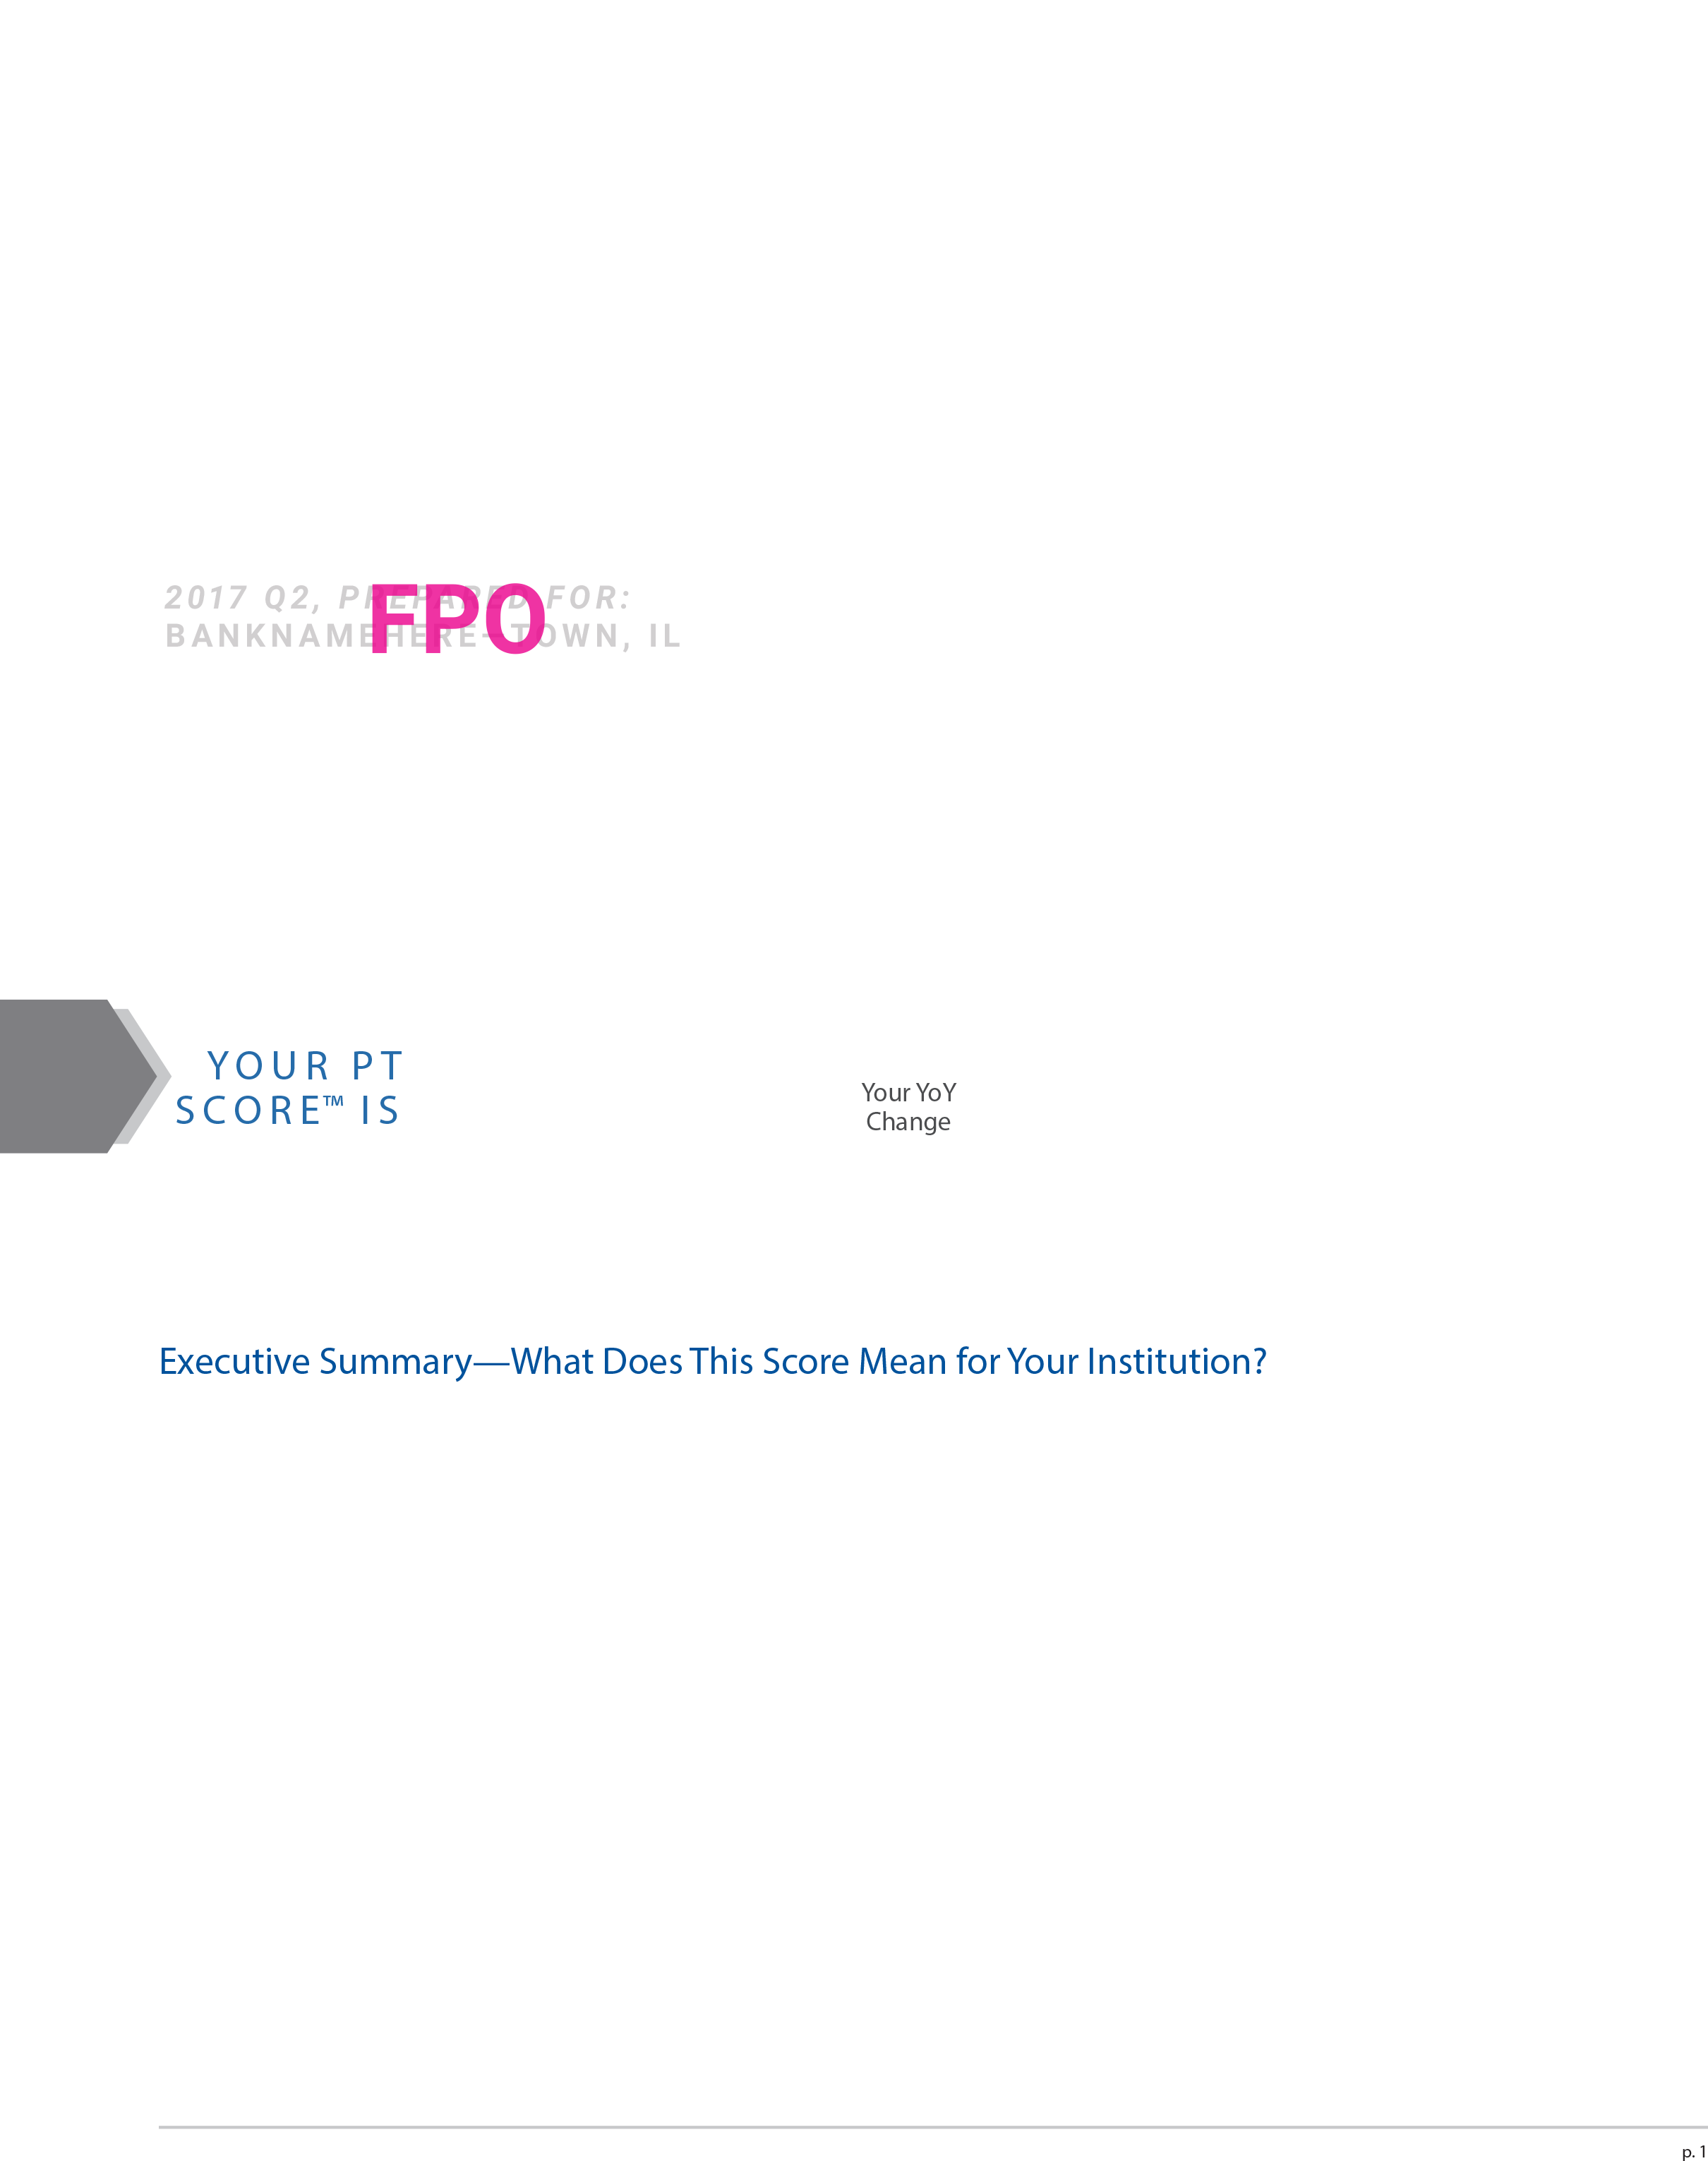 2017 Q2, PREPARED FOR:
BANKNAMEHERE—TOWN, IL
FPO
YOUR PT
SCORE™ IS
Your YoY
Change
Executive Summary—What Does This Score Mean for Your Institution?
p. 1